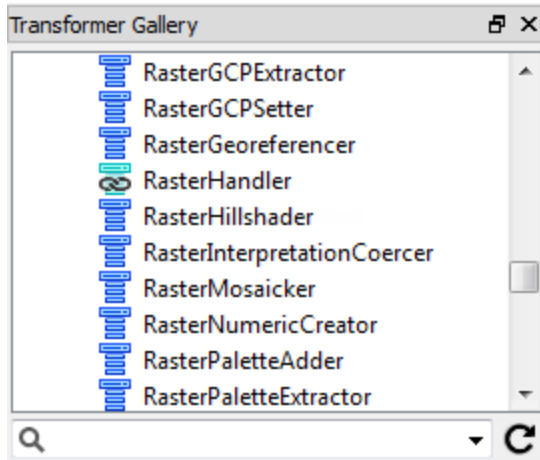 Transformer Gallery
RasterGCPExtractor
RasterGCPSetter
RasterGeoreferencer
RasterHandler
RasterHillshader
RasterInterpretationCoercer
RasterMosaicker
RasterNumericCreator
RasterPaletteAdder
RasterPaletteExtractor